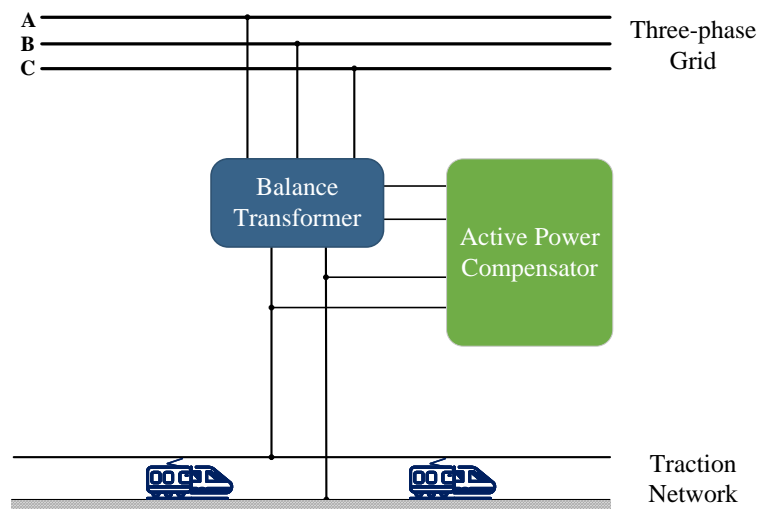 A
B
C
Three-phase
Grid
Balance
Transformer
Active Power
Compensator
Traction
Network